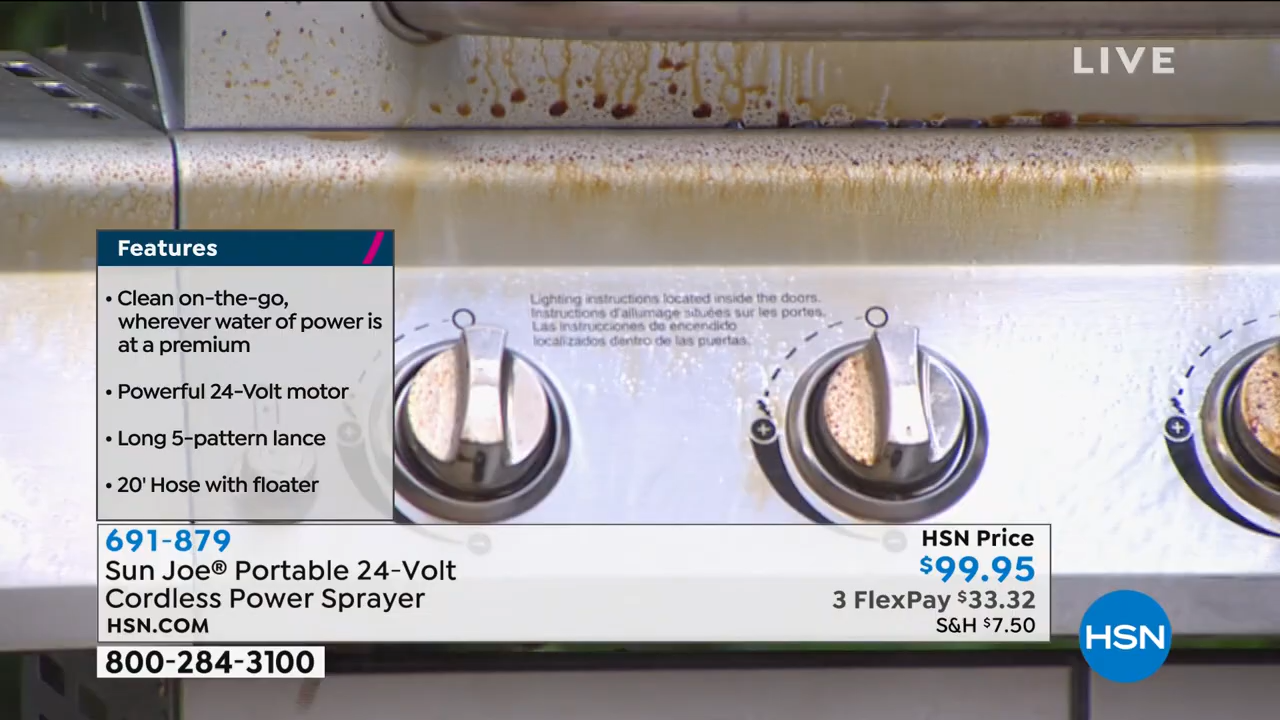 LIVE
Features
• Clean on-the-go,
wherever water of power is
at a premium
• Powerful 24-Volt motor
• Long 5-pattern lance
• 20' Hose with floater
Lighting instructions located inside the doors.
Instructions d'allumage situées sur les portes.
Las instrucciones de encendido
localizados dentro de las puertas.
691-879
Sun Joe® Portable 24-Volt
Cordless Power Sprayer
HSN.COM
HSN Price
$99.95
3 FlexPay $33.32
S&H $7.50
HSN
800-284-3100